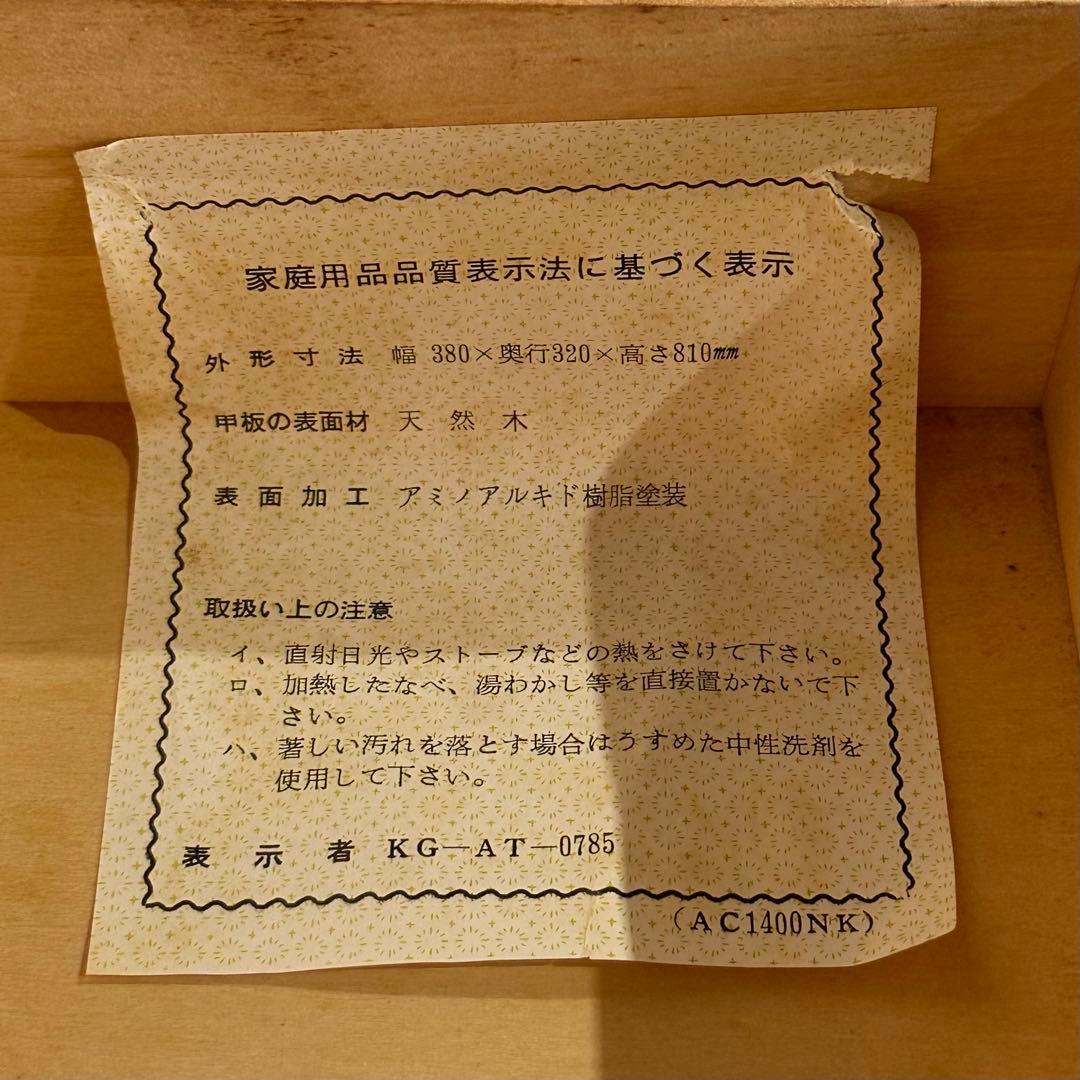 家庭用品品質表示法に基づく表示
外形寸法 幅 380×奥行320×高さ810mm
甲板の表面材 天然木
表面加工 アミノアルキド樹脂塗装
取扱い上の注意
イ、直射日光やストーブなどの熱をさけて下さい。
ロ、加熱したなべ、湯わかし等を直接置かないで下
さい。
ハ、著しい汚れを落とす場合はうすめた中性洗剤を
使用して下さい。
表示者 KG—AT—0785
(AC1400NK)